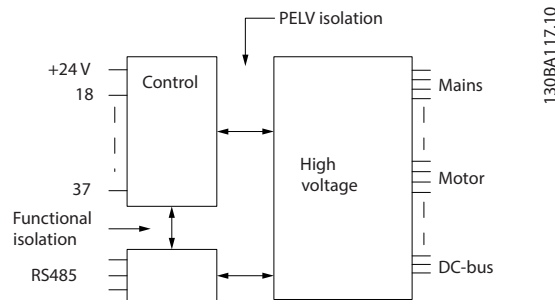 PELV isolation
+24 V
18
37
Control
High
voltage
Mains
Motor
DC-bus
Functional
isolation
RS485
130BA117.10